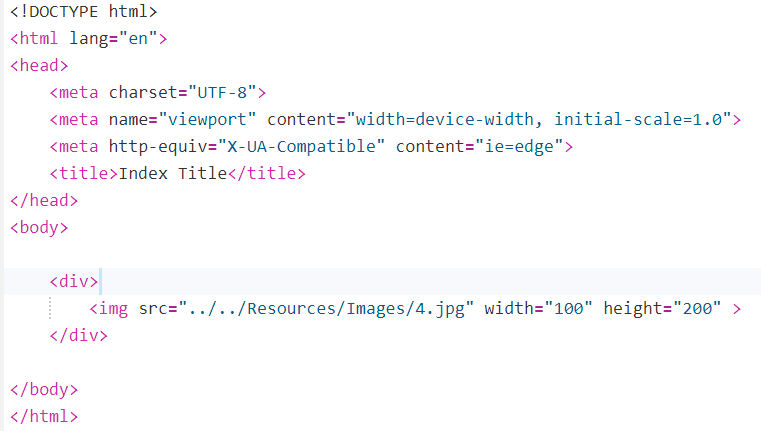 <!DOCTYPE html>
<html lang="en">
<head>
    <meta charset="UTF-8">
    <meta name="viewport" content="width=device-width, initial-scale=1.0">
    <meta http-equiv="X-UA-Compatible" content="ie=edge">
    <title>Index Title</title>
</head>
<body>

    <div>
        <img src="../../Resources/Images/4.jpg" width="100" height="200" >
    </div>

</body>
</html>